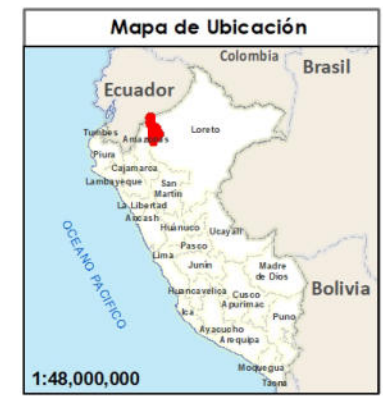 Mapa de Ubicación
Colombia
Brasil
Ecuador
Tumbes
Amazonas
Loreto
Piura
Cajamarca
Lambayeque
San
Martín
La Libertad
Ancash
Huánuco
Ucayali
Pasco
Lima
Junín
Madre
de Dios
Huancavelica
Cusco
Apurimac
Bolivia
Ica
Puno
Ayacucho
Arequipa
Moquegua
Tacna
OCEANO PACIFICO
1:48,000,000